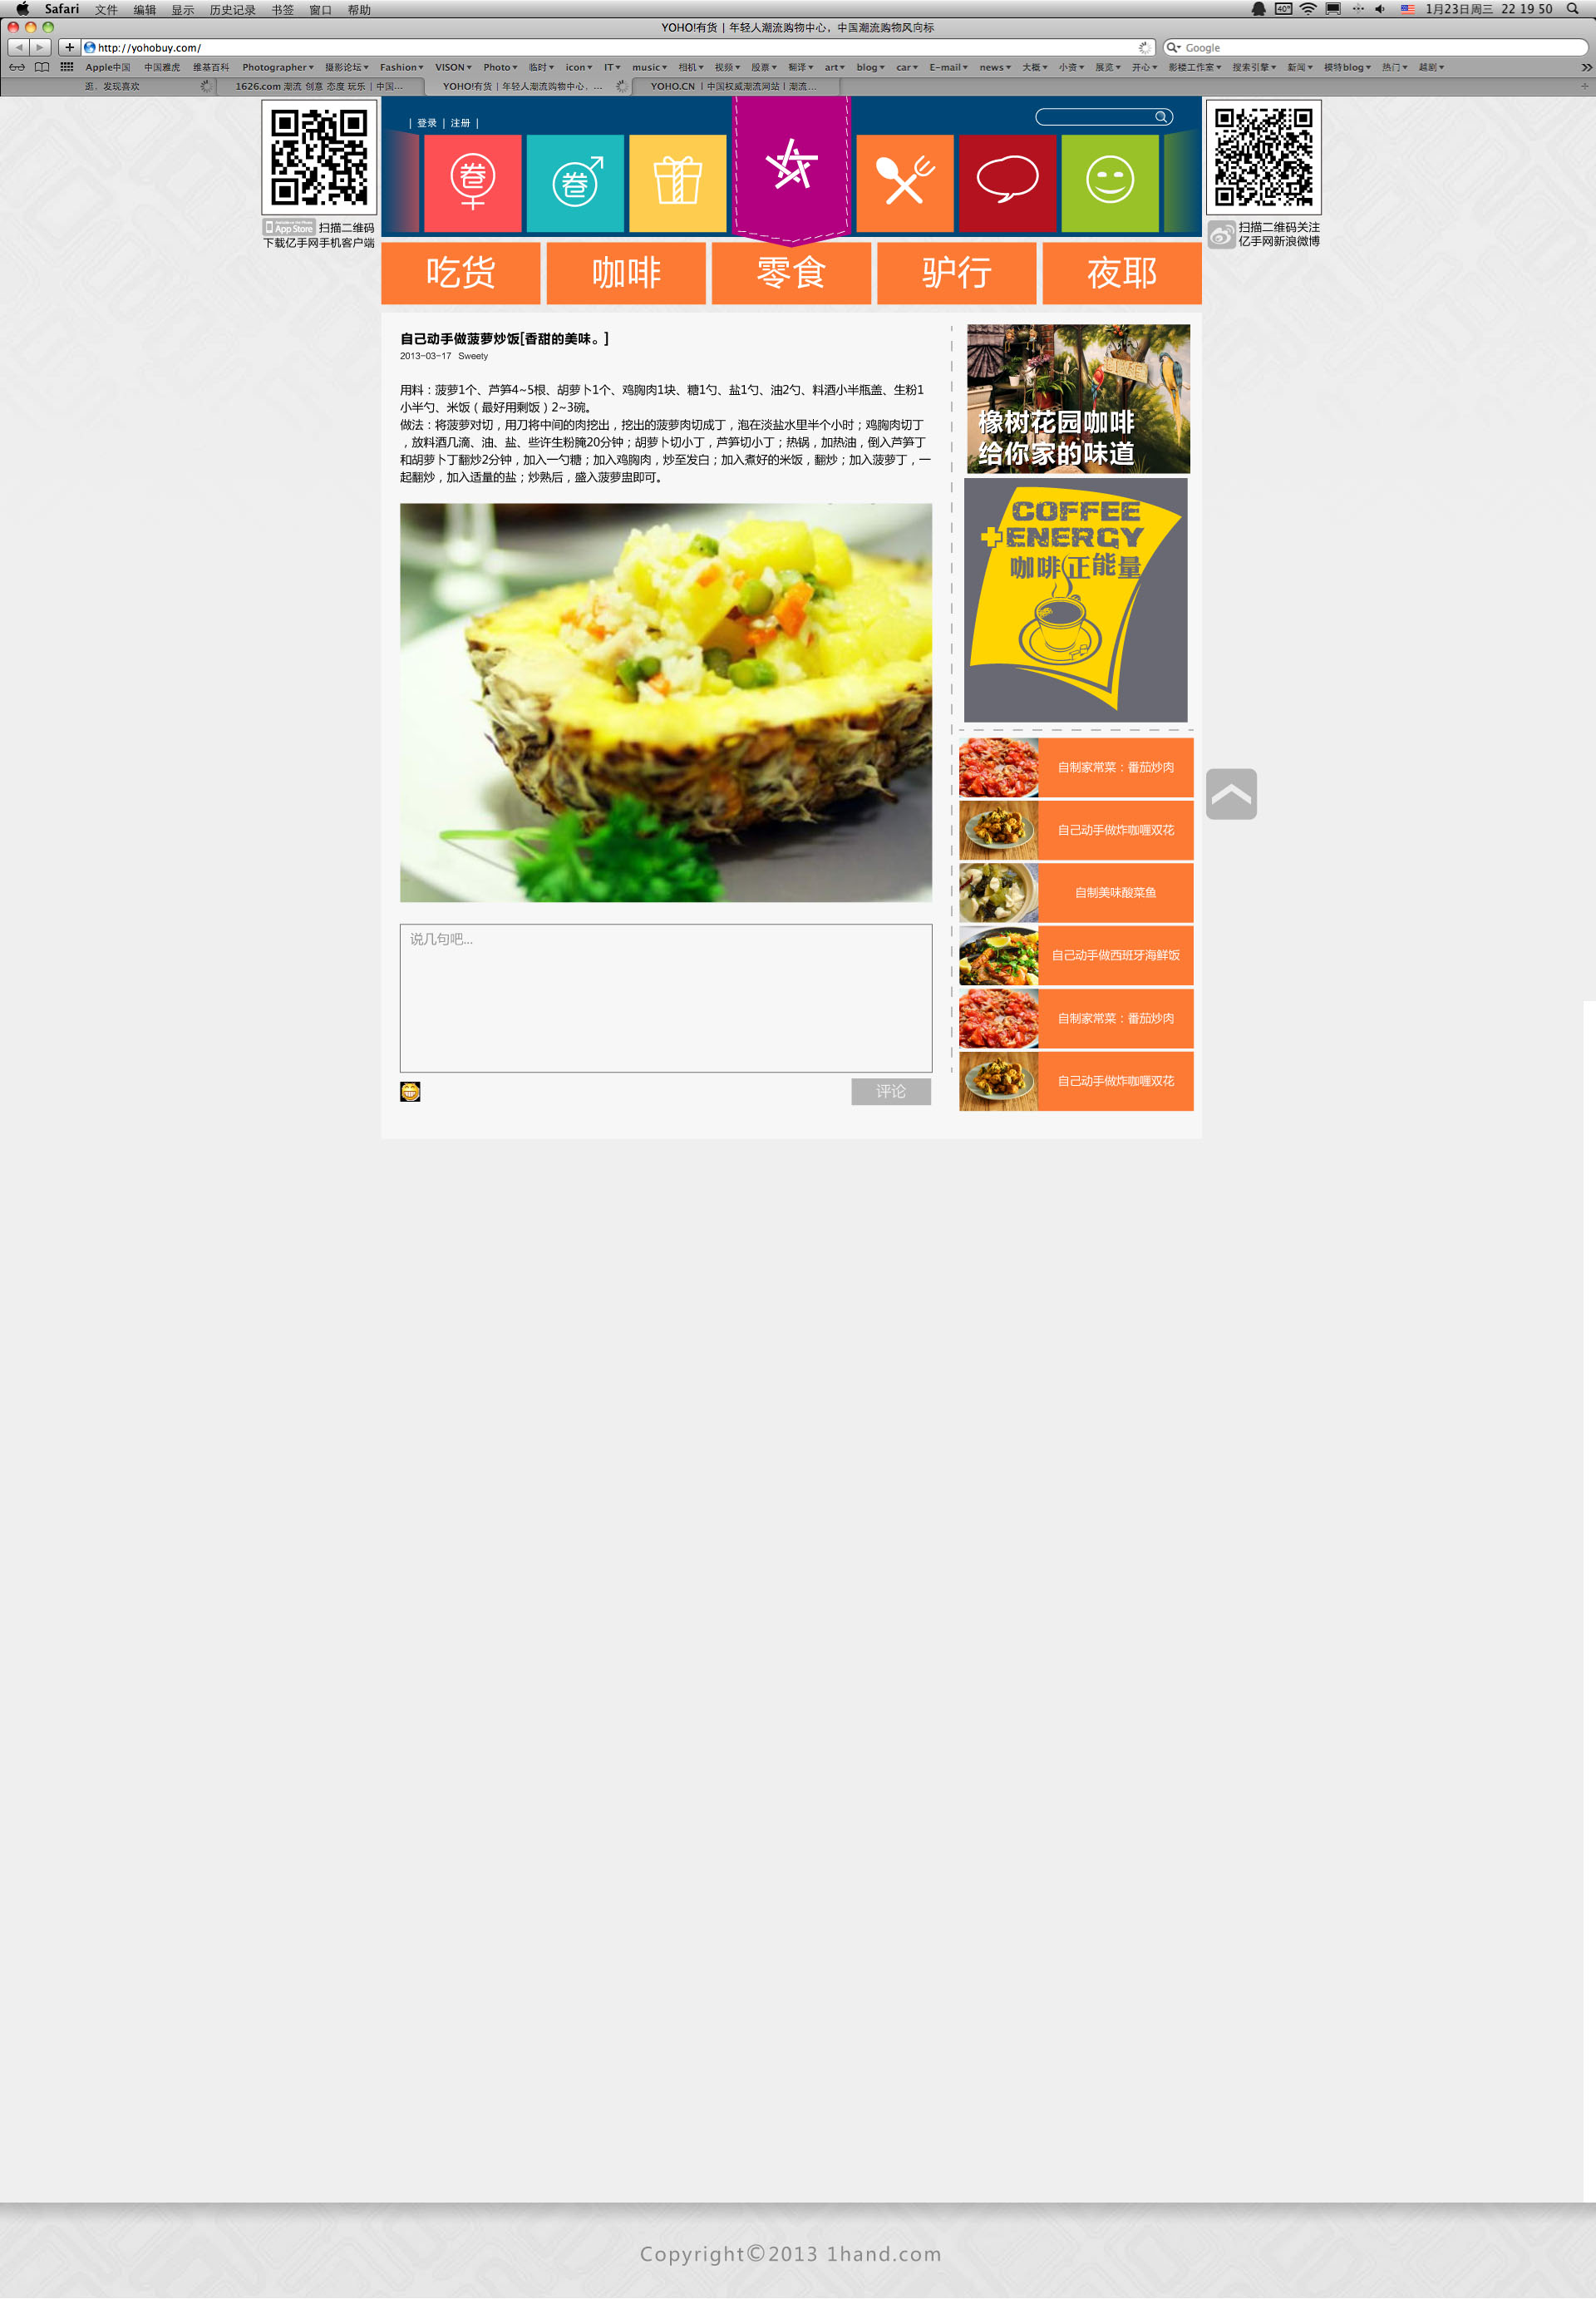 Safari 文件 编辑 显示 历史记录 书签 窗口 帮助
40° 1月23日周三 22 19 50
YOHO!有货 | 年轻人潮流购物中心，中国潮流购物风向标
http://yohobuy.com/
Google
Apple中国 中国雅虎 维基百科 Photographer 摄影论坛 Fashion VISON Photo 临时 icon IT music 相机 视频 股票 翻译 art blog car E-mail news 大概 小资 展览 开心 影楼工作室 搜索引擎 新闻 模特blog 热门 越剧
逛、发现喜欢 1626.com 潮流 创意 态度 玩乐 | 中国... YOHO!有货 | 年轻人潮流购物中心，... YOHO.CN | 中国权威潮流网站 | 潮流...
| 登录 | 注册 |
卷 卷
App Store 扫描二维码
下载亿手网手机客户端
扫描二维码关注
亿手网新浪微博
吃货 咖啡 零食 驴行 夜耶
自己动手做菠萝炒饭[香甜的美味。]
2013-03-17 Sweety
用料：菠萝1个、芦笋4~5根、胡萝卜1个、鸡胸肉1块、糖1勺、盐1勺、油2勺、料酒小半瓶盖、生粉1
小半勺、米饭（最好用剩饭）2~3碗。
做法：将菠萝对切，用刀将中间的肉挖出，挖出的菠萝肉切成丁，泡在淡盐水里半个小时；鸡胸肉切丁
，放料酒几滴、油、盐、些许生粉腌20分钟；胡萝卜切小丁，芦笋切小丁；热锅，加热油，倒入芦笋丁
和胡萝卜丁翻炒2分钟，加入一勺糖；加入鸡胸肉，炒至发白；加入煮好的米饭，翻炒；加入菠萝丁，一
起翻炒，加入适量的盐；炒熟后，盛入菠萝盅即可。
橡树花园咖啡
给你家的味道
COFFEE
+ENERGY
咖啡正能量
自制家常菜：番茄炒肉
自己动手做炸咖喱双花
自制美味酸菜鱼
自己动手做西班牙海鲜饭
自制家常菜：番茄炒肉
自己动手做炸咖喱双花
说几句吧...
评论
Copyright©2013 1hand.com